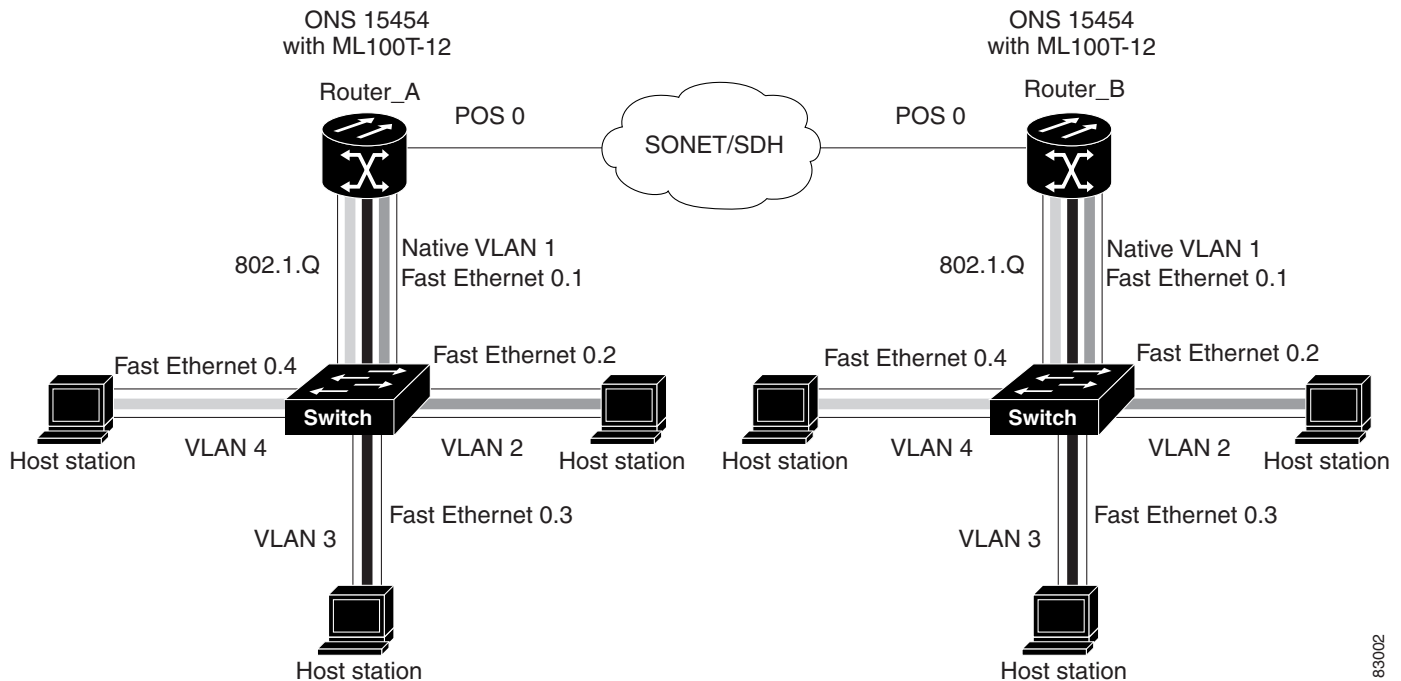 ONS 15454
with ML100T-12
ONS 15454
with ML100T-12
Router_A
Router_B
POS 0
SONET/SDH
POS 0
802.1.Q
Native VLAN 1
Fast Ethernet 0.1
802.1.Q
Native VLAN 1
Fast Ethernet 0.1
Fast Ethernet 0.4
Fast Ethernet 0.2
Fast Ethernet 0.4
Fast Ethernet 0.2
Switch
Switch
Host station
VLAN 4
VLAN 2
Host station
Host station
VLAN 4
VLAN 2
Host station
Fast Ethernet 0.3
VLAN 3
Fast Ethernet 0.3
VLAN 3
Host station
Host station
83002